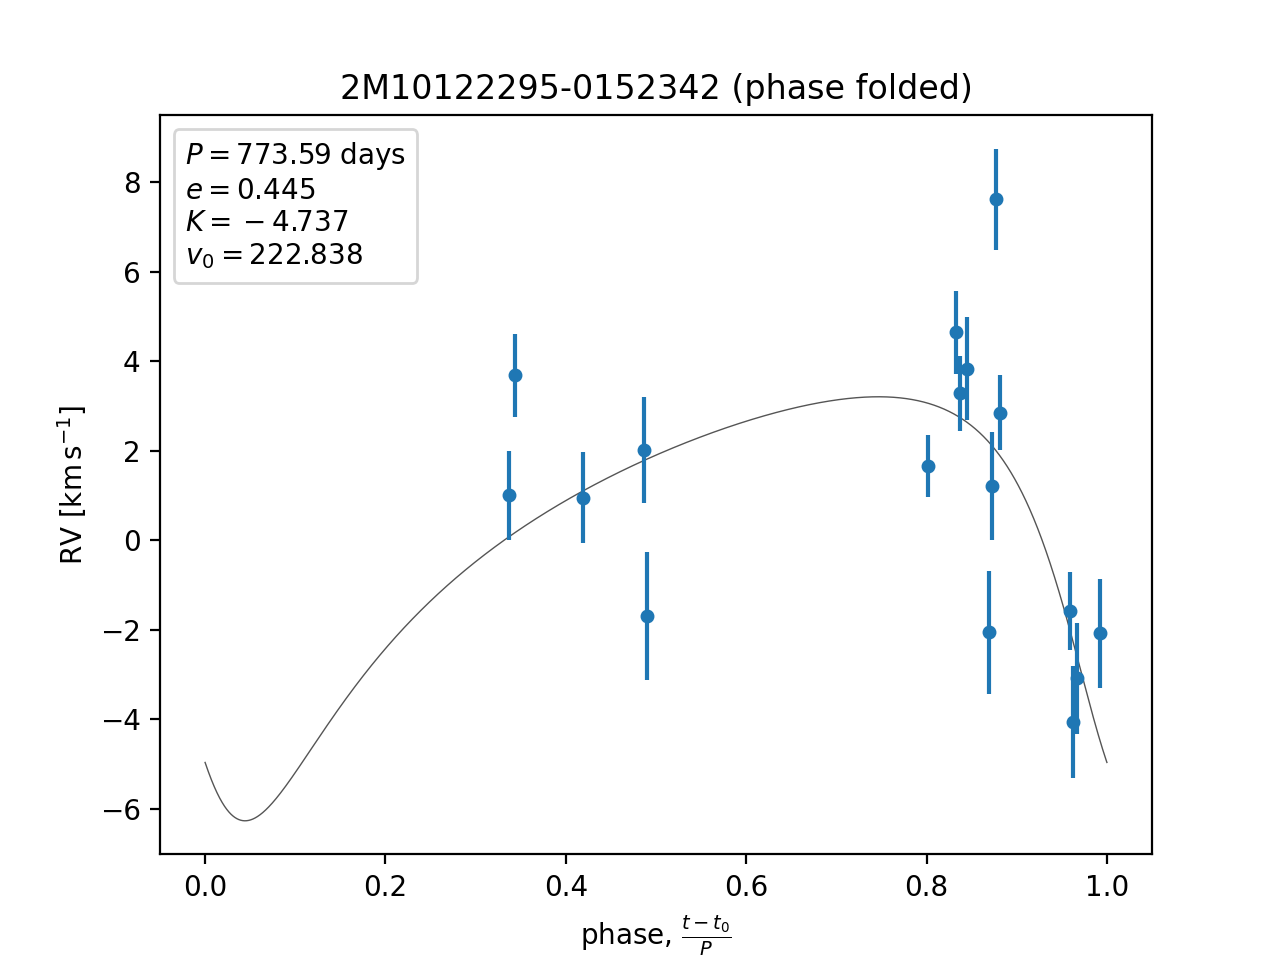 2M10122295-0152342 (phase folded)
P = 773.59 days
e = 0.445
K = −4.737
v₀ = 222.838
8
6
4
2
0
−2
−4
−6
RV [km s⁻¹]
0.0 0.2 0.4 0.6 0.8 1.0
phase, (t − t₀)/P